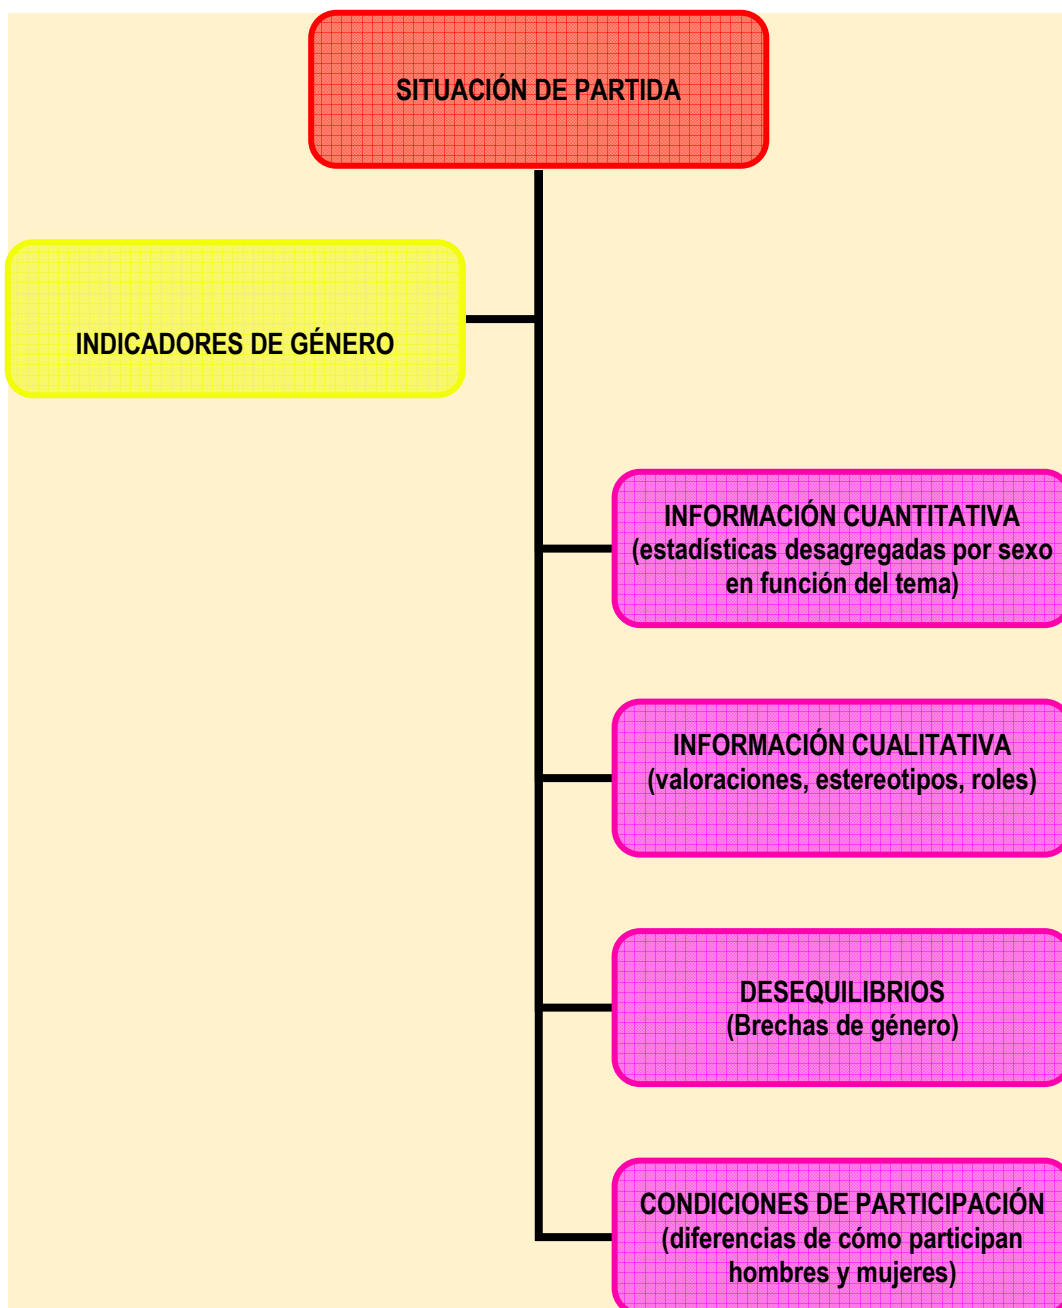 SITUACIÓN DE PARTIDA
INDICADORES DE GÉNERO
INFORMACIÓN CUANTITATIVA
(estadísticas desagregadas por sexo
en función del tema)
INFORMACIÓN CUALITATIVA
(valoraciones, estereotipos, roles)
DESEQUILIBRIOS
(Brechas de género)
CONDICIONES DE PARTICIPACIÓN
(diferencias de cómo participan
hombres y mujeres)